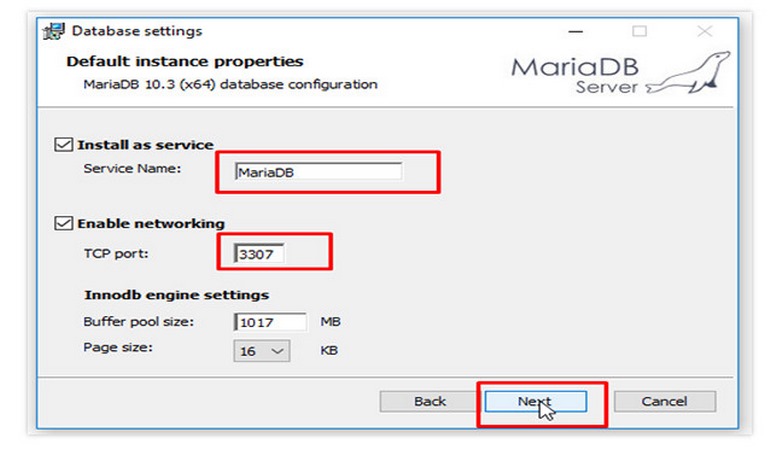 Database settings
Default instance properties
MariaDB 10.3 (x64) database configuration
MariaDB
Server
Install as service
Service Name: MariaDB
Enable networking
TCP port: 3307
Innodb engine settings
Buffer pool size: 1017 MB
Page size: 16 KB
Back Next Cancel